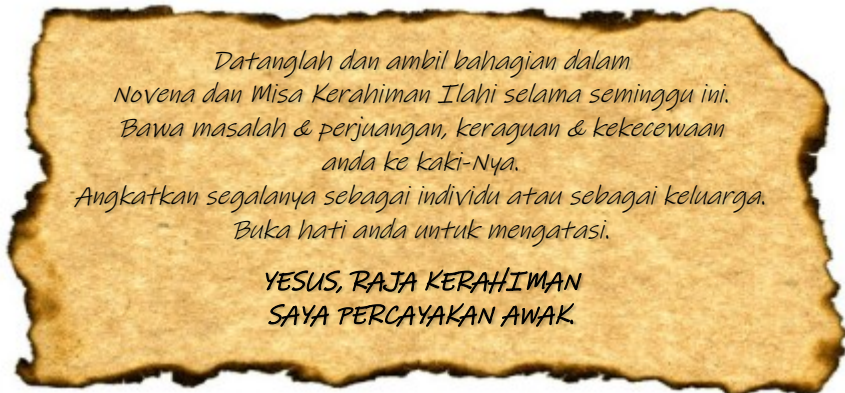 Datanglah dan ambil bahagian dalam
Novena dan Misa Kerahiman Ilahi selama seminggu ini.
Bawa masalah & perjuangan, keraguan & kekecewaan
anda ke kaki-Nya.
Angkatkan segalanya sebagai individu atau sebagai keluarga.
Buka hati anda untuk mengatasi.
YESUS, RAJA KERAHIMAN
SAYA PERCAYAKAN AWAK.